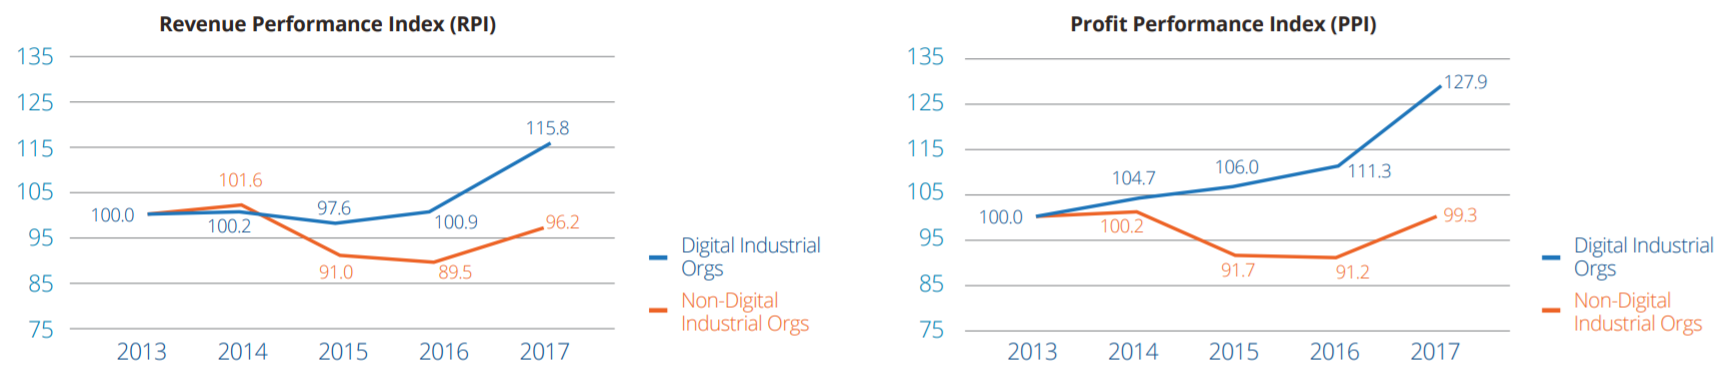 Revenue Performance Index (RPI)
135
125
115
105
95
85
75
100.0
101.6
100.2
97.6
91.0
100.9
89.5
115.8
96.2
2013 2014 2015 2016 2017
Digital Industrial
Orgs
Non-Digital
Industrial Orgs
Profit Performance Index (PPI)
135
125
115
105
95
85
75
100.0
104.7
100.2
106.0
91.7
111.3
91.2
127.9
99.3
2013 2014 2015 2016 2017
Digital Industrial
Orgs
Non-Digital
Industrial Orgs